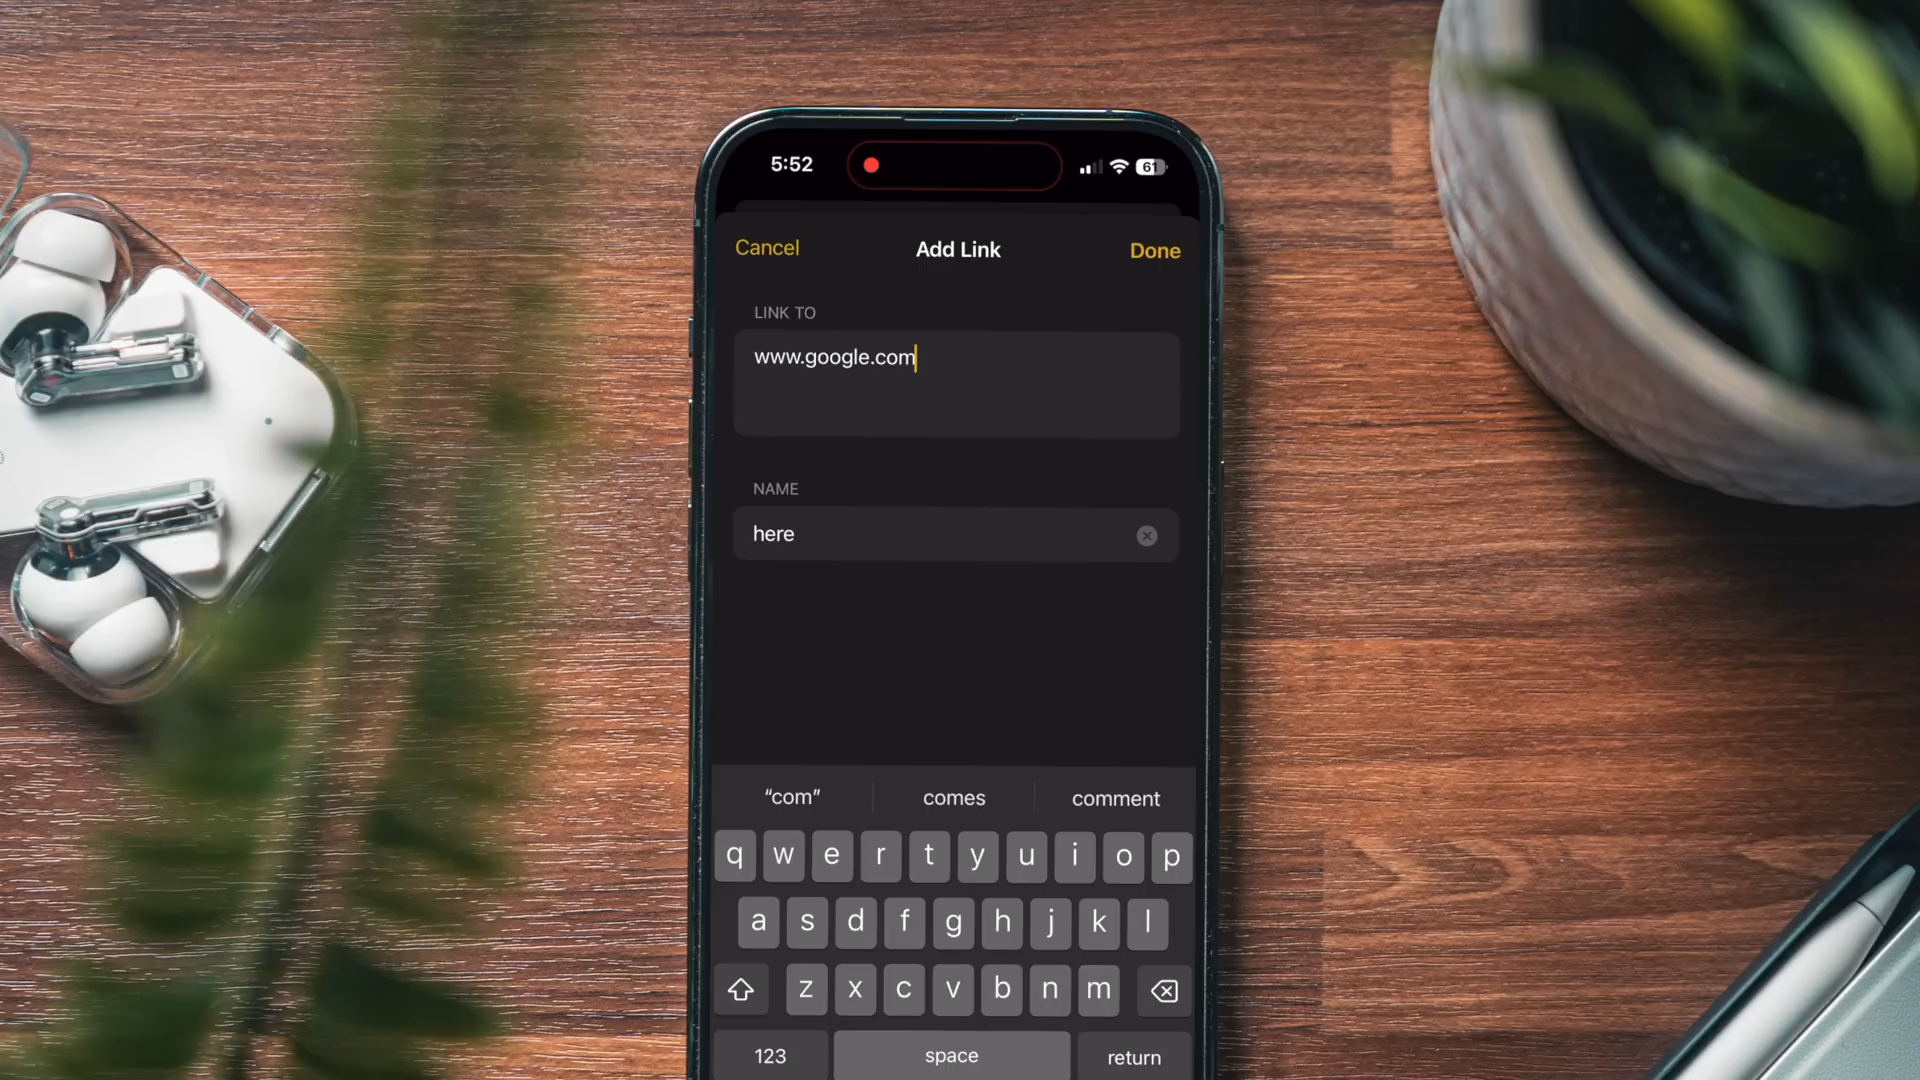 5:52
61
Cancel
Add Link
Done
LINK TO
www.google.com
NAME
here
“com”
comes
comment
q w e r t y u i o p
a s d f g h j k l
z x c v b n m
123
space
return